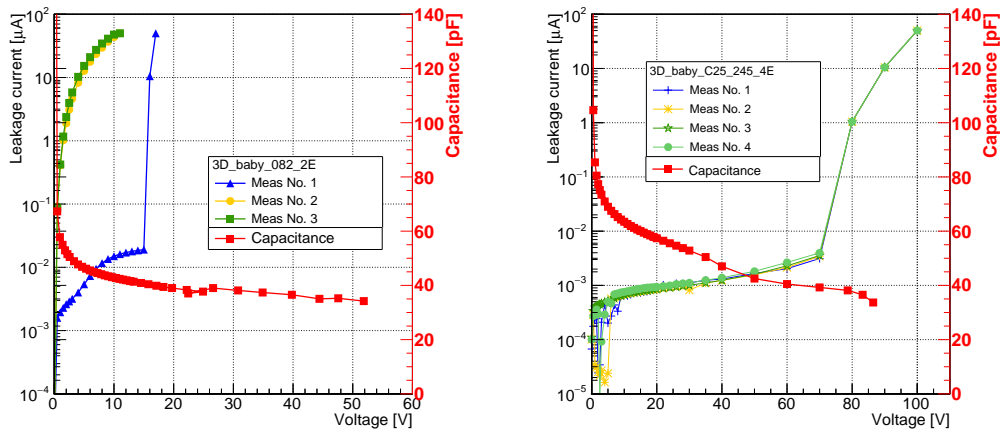 Leakage current [μA]
10²
10
1
10⁻¹
10⁻²
10⁻³
10⁻⁴
3D_baby_082_2E
Meas No. 1
Meas No. 2
Meas No. 3
Capacitance
0 10 20 30 40 50 60
Voltage [V]
140
120
100
80
60
40
20
0
Capacitance [pF]
Leakage current [μA]
10²
10
1
10⁻¹
10⁻²
10⁻³
10⁻⁴
10⁻⁵
3D_baby_C25_245_4E
Meas No. 1
Meas No. 2
Meas No. 3
Meas No. 4
Capacitance
0 20 40 60 80 100
Voltage [V]
140
120
100
80
60
40
20
0
Capacitance [pF]